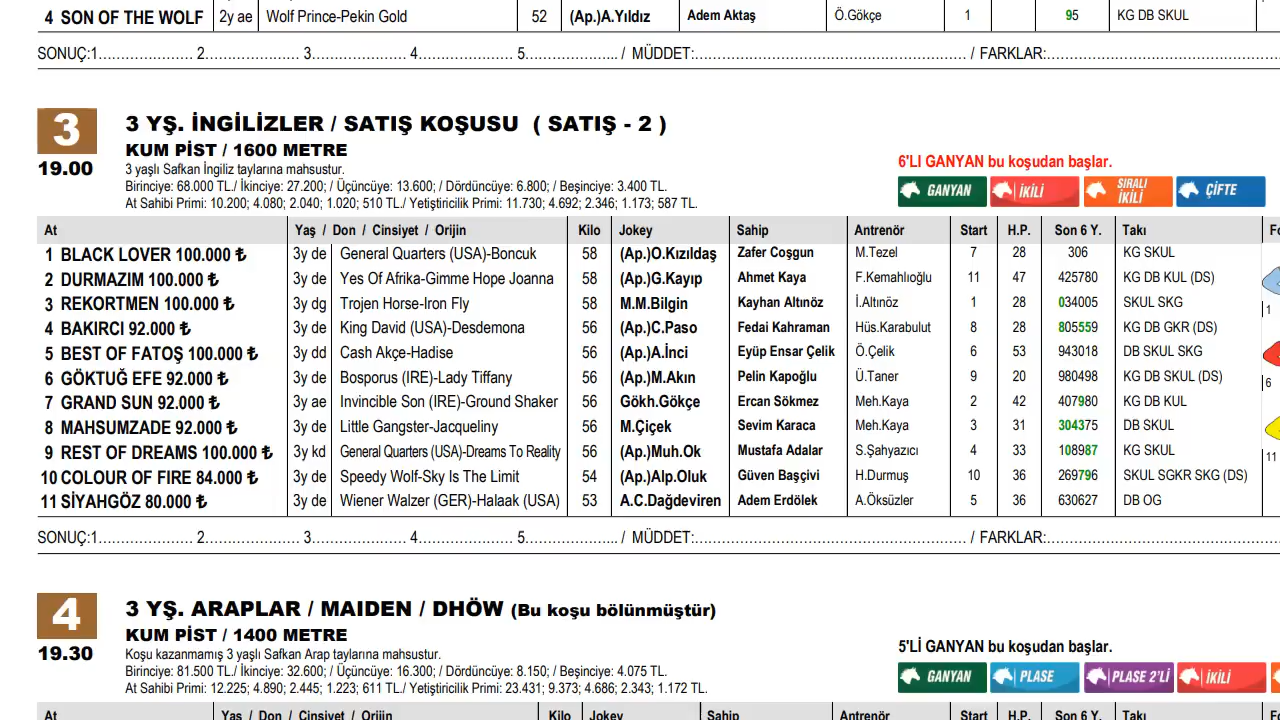 4 SON OF THE WOLF 2y ae Wolf Prince-Pekin Gold 52 (Ap.)A.Yıldız Adem Aktaş Ö.Gökçe 1 95 KG DB SKUL
SONUÇ:1…………………. 2…………………. 3…………………. 4…………………. 5……………….. / MÜDDET:……………………………………………………… / FARKLAR:………………………………………………
3 3 YŞ. İNGİLİZLER / SATIŞ KOŞUSU ( SATIŞ - 2 )
KUM PİST / 1600 METRE
19.00 3 yaşlı Safkan İngiliz taylarına mahsustur. 6'LI GANYAN bu koşudan başlar.
Birinciye: 68.000 TL./ İkinciye: 27.200; / Üçüncüye: 13.600; / Dördüncüye: 6.800; / Beşinciye: 3.400 TL. GANYAN İKİLİ SIRALI İKİLİ ÇİFTE
At Sahibi Primi: 10.200; 4.080; 2.040; 1.020; 510 TL./ Yetiştiricilik Primi: 11.730; 4.692; 2.346; 1.173; 587 TL.
At Yaş / Don / Cinsiyet / Orijin Kilo Jokey Sahip Antrenör Start H.P. Son 6 Y. Takı Fo
1 BLACK LOVER 100.000 ₺ 3y de General Quarters (USA)-Boncuk 58 (Ap.)O.Kızıldaş Zafer Coşgun M.Tezel 7 28 306 KG SKUL
2 DURMAZIM 100.000 ₺ 3y de Yes Of Afrika-Gimme Hope Joanna 58 (Ap.)G.Kayıp Ahmet Kaya F.Kemahlıoğlu 11 47 425780 KG DB KUL (DS)
3 REKORTMEN 100.000 ₺ 3y dg Trojen Horse-Iron Fly 58 M.M.Bilgin Kayhan Altınöz İ.Altınöz 1 28 034005 SKUL SKG 1
4 BAKIRCI 92.000 ₺ 3y de King David (USA)-Desdemona 56 (Ap.)C.Paso Fedai Kahraman Hüs.Karabulut 8 28 805559 KG DB GKR (DS)
5 BEST OF FATOŞ 100.000 ₺ 3y dd Cash Akçe-Hadise 56 (Ap.)A.İnci Eyüp Ensar Çelik Ö.Çelik 6 53 943018 DB SKUL SKG
6 GÖKTUĞ EFE 92.000 ₺ 3y de Bosporus (IRE)-Lady Tiffany 56 (Ap.)M.Akın Pelin Kapoğlu Ü.Taner 9 20 980498 KG DB SKUL (DS) 6
7 GRAND SUN 92.000 ₺ 3y ae Invincible Son (IRE)-Ground Shaker 56 Gökh.Gökçe Ercan Sökmez Meh.Kaya 2 42 407980 KG DB KUL
8 MAHSUMZADE 92.000 ₺ 3y de Little Gangster-Jacqueliny 56 M.Çiçek Sevim Karaca Meh.Kaya 3 31 304375 DB SKUL
9 REST OF DREAMS 100.000 ₺ 3y kd General Quarters (USA)-Dreams To Reality 56 (Ap.)Muh.Ok Mustafa Adalar S.Şahyazıcı 4 33 108987 KG SKUL 11
10 COLOUR OF FIRE 84.000 ₺ 3y de Speedy Wolf-Sky Is The Limit 54 (Ap.)Alp.Oluk Güven Başçivi H.Durmuş 10 36 269796 SKUL SGKR SKG (DS)
11 SİYAHGÖZ 80.000 ₺ 3y de Wiener Walzer (GER)-Halaak (USA) 53 A.C.Dağdeviren Adem Erdölek A.Öksüzler 5 36 630627 DB OG
SONUÇ:1…………………. 2…………………. 3…………………. 4…………………. 5……………….. / MÜDDET:……………………………………………………… / FARKLAR:………………………………………………
4 3 YŞ. ARAPLAR / MAIDEN / DHÖW (Bu koşu bölünmüştür)
KUM PİST / 1400 METRE
19.30 Koşu kazanmamış 3 yaşlı Safkan Arap taylarına mahsustur. 5'Lİ GANYAN bu koşudan başlar.
Birinciye: 81.500 TL./ İkinciye: 32.600; / Üçüncüye: 16.300; / Dördüncüye: 8.150; / Beşinciye: 4.075 TL. GANYAN PLASE PLASE 2'Lİ İKİLİ
At Sahibi Primi: 12.225; 4.890; 2.445; 1.223; 611 TL./ Yetiştiricilik Primi: 23.431; 9.373; 4.686; 2.343; 1.172 TL.
At Yaş / Don / Cinsiyet / Orijin Kilo Jokey Sahip Antrenör Start H.P. Son 6 Y. Takı Fo